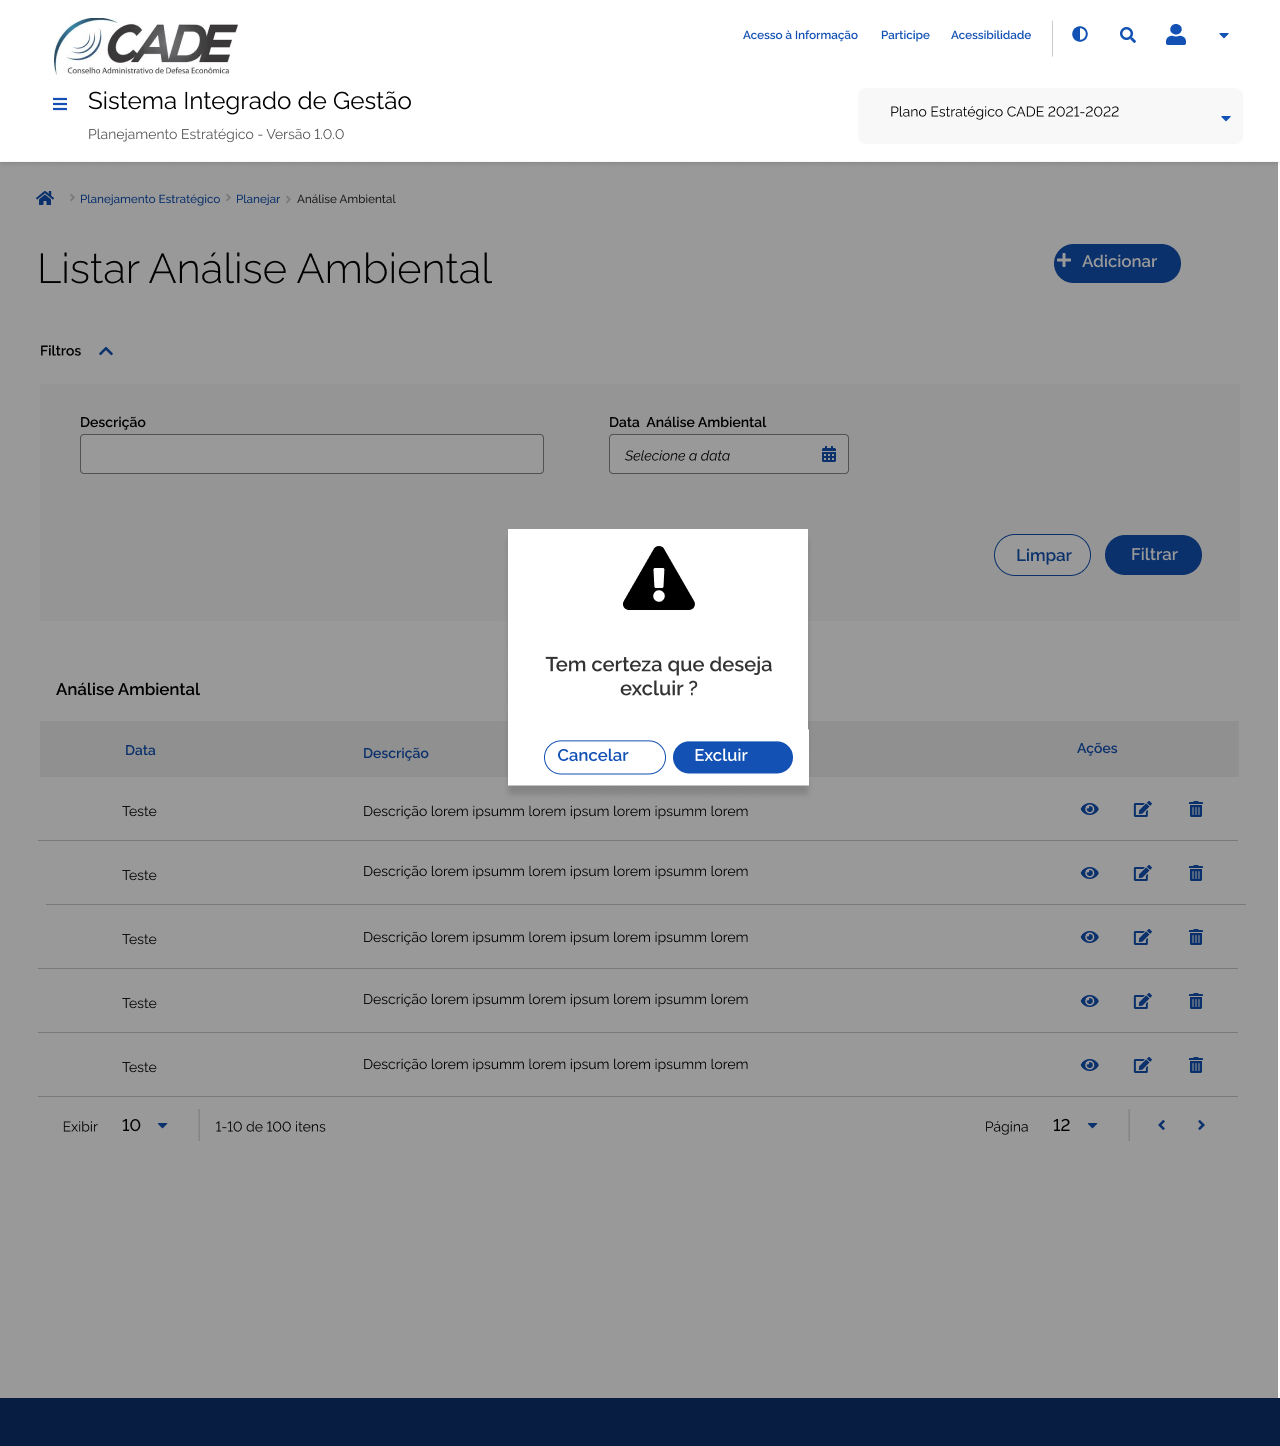 CADE
Conselho Administrativo de Defesa Econômica
Acesso à Informação Participe Acessibilidade
Sistema Integrado de Gestão
Planejamento Estratégico - Versão 1.0.0
Plano Estratégico CADE 2021-2022
Planejamento Estratégico Planejar Análise Ambiental
Listar Análise Ambiental
Adicionar
Filtros
Descrição Data Análise Ambiental
Selecione a data
Limpar Filtrar
Tem certeza que deseja
excluir ?
Cancelar Excluir
Análise Ambiental
Data Descrição Ações
Teste Descrição lorem ipsumm lorem ipsum lorem ipsumm lorem
Teste Descrição lorem ipsumm lorem ipsum lorem ipsumm lorem
Teste Descrição lorem ipsumm lorem ipsum lorem ipsumm lorem
Teste Descrição lorem ipsumm lorem ipsum lorem ipsumm lorem
Teste Descrição lorem ipsumm lorem ipsum lorem ipsumm lorem
Exibir 10 1-10 de 100 itens Página 12